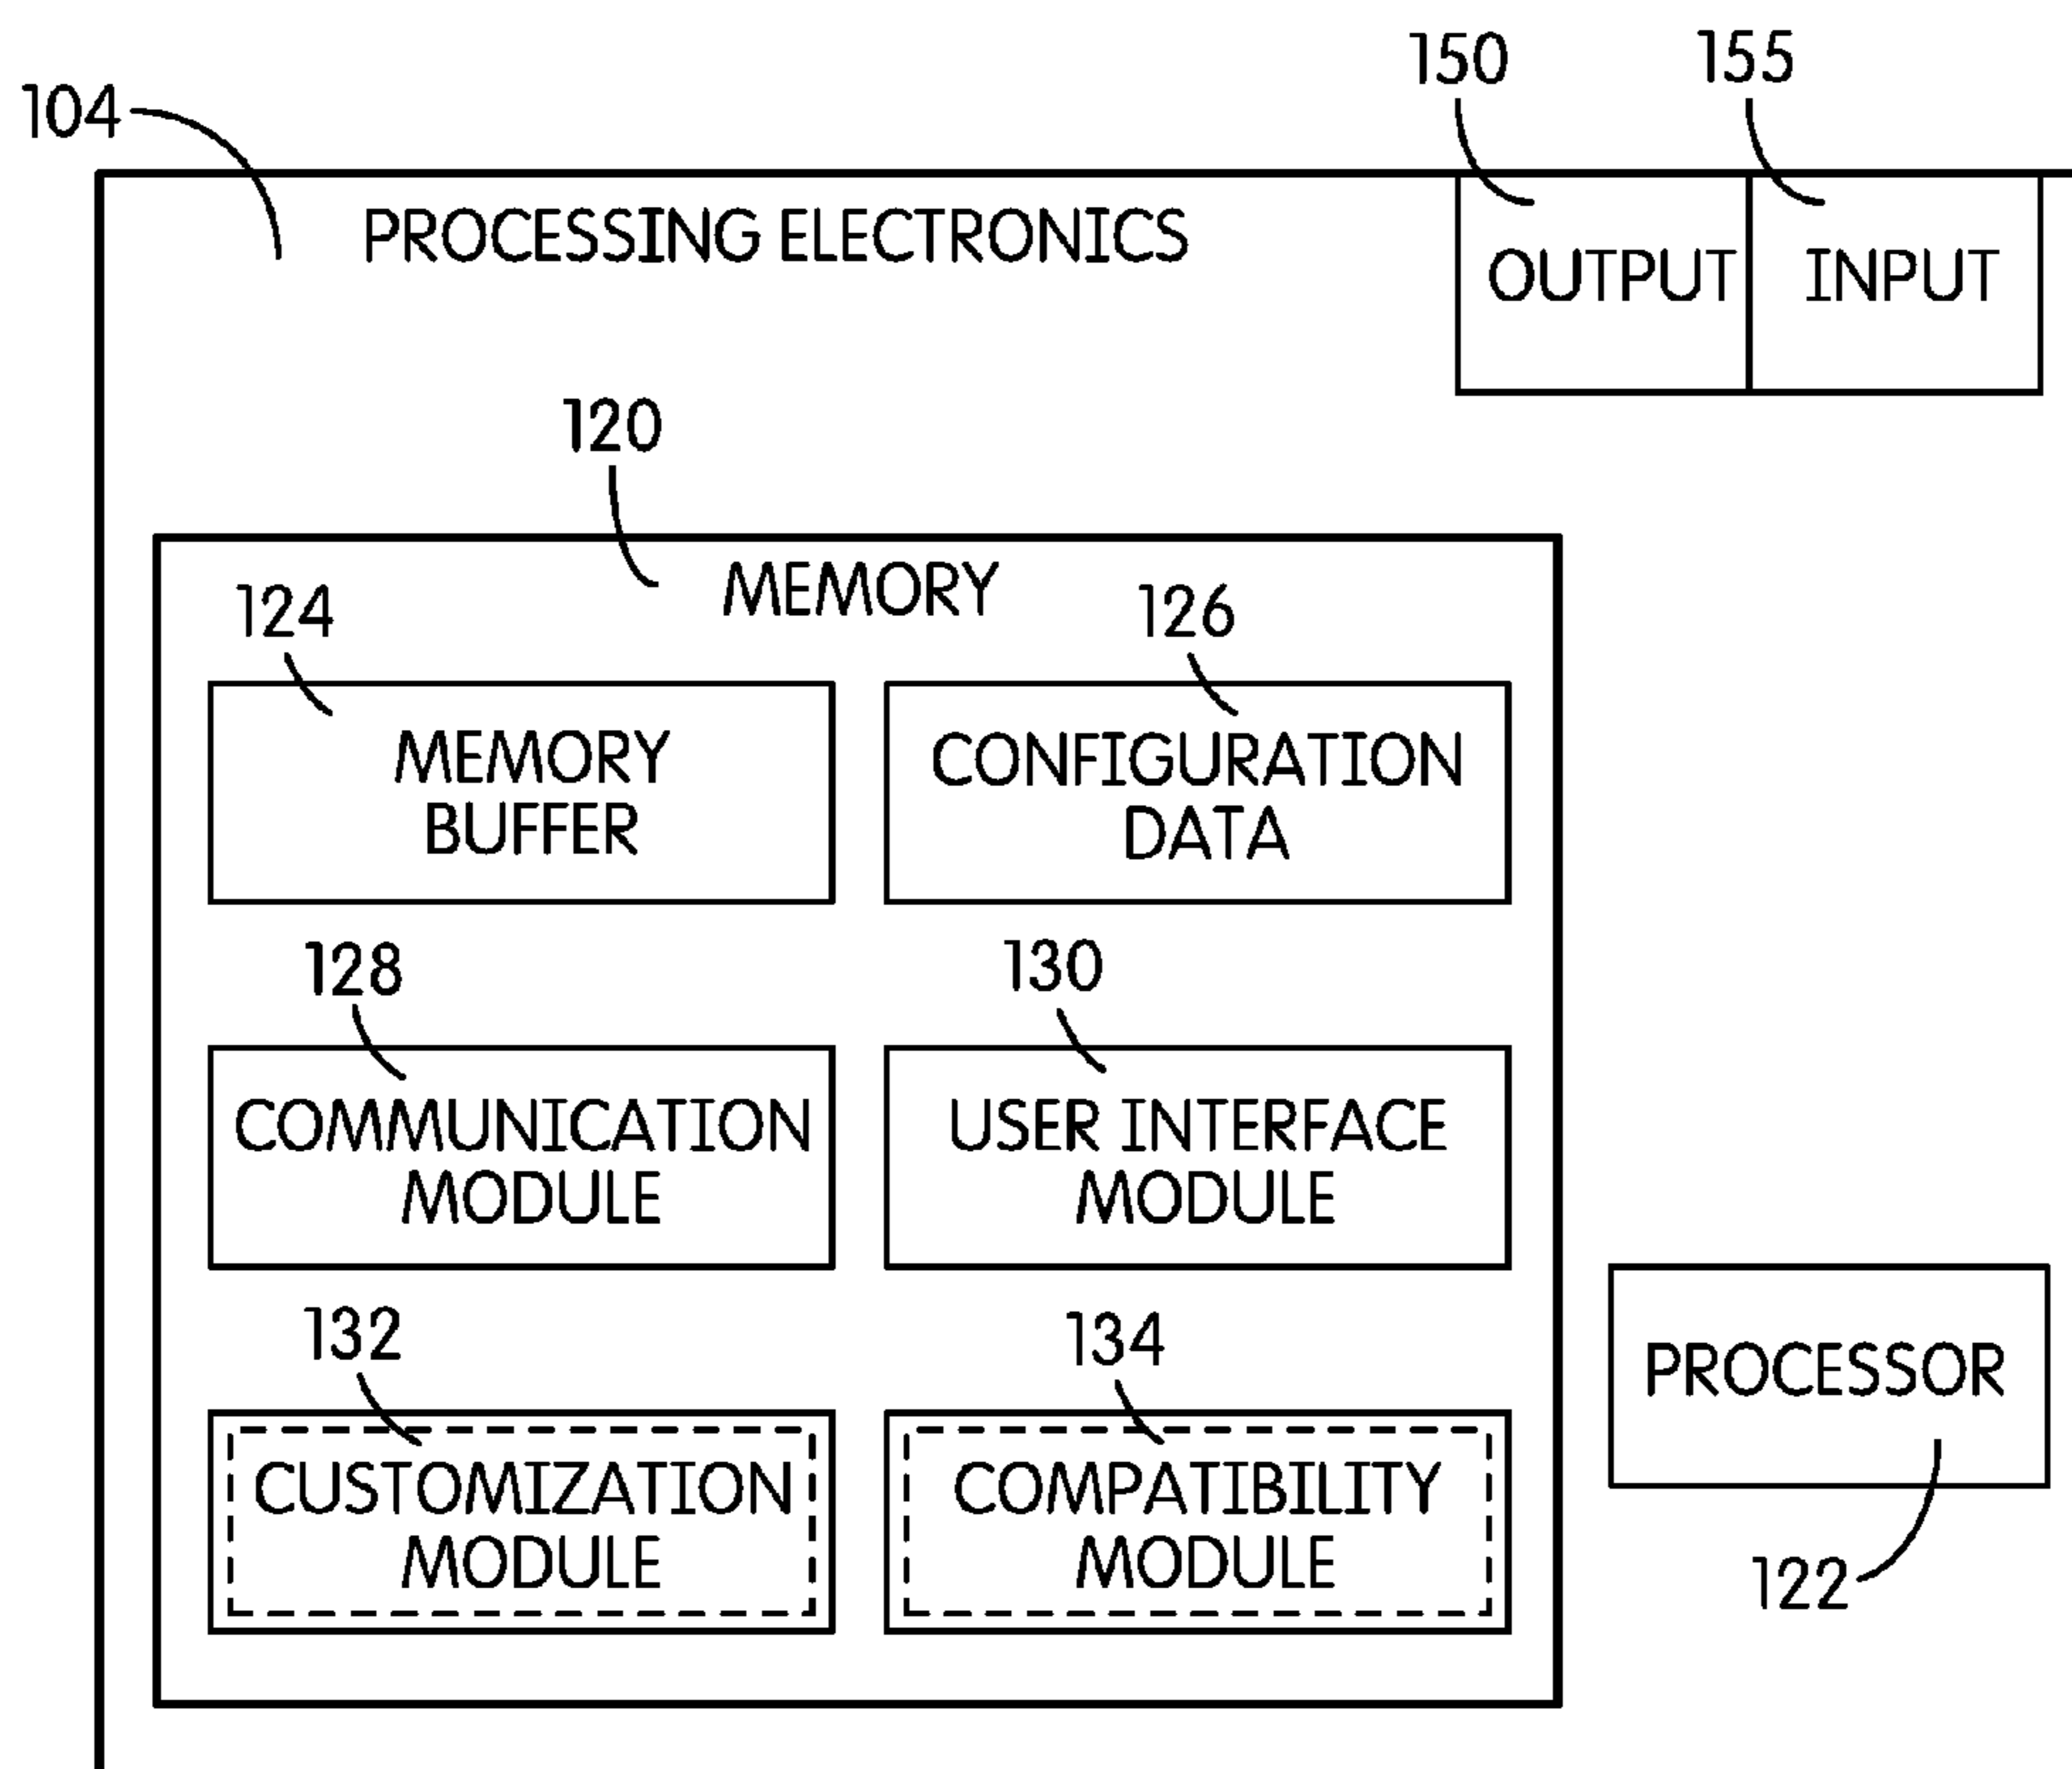 150 155
104
PROCESSING ELECTRONICS
OUTPUT INPUT
120
MEMORY
124 126
MEMORY
BUFFER
CONFIGURATION
DATA
128 130
COMMUNICATION
MODULE
USER INTERFACE
MODULE
132 134
CUSTOMIZATION
MODULE
COMPATIBILITY
MODULE
PROCESSOR
122